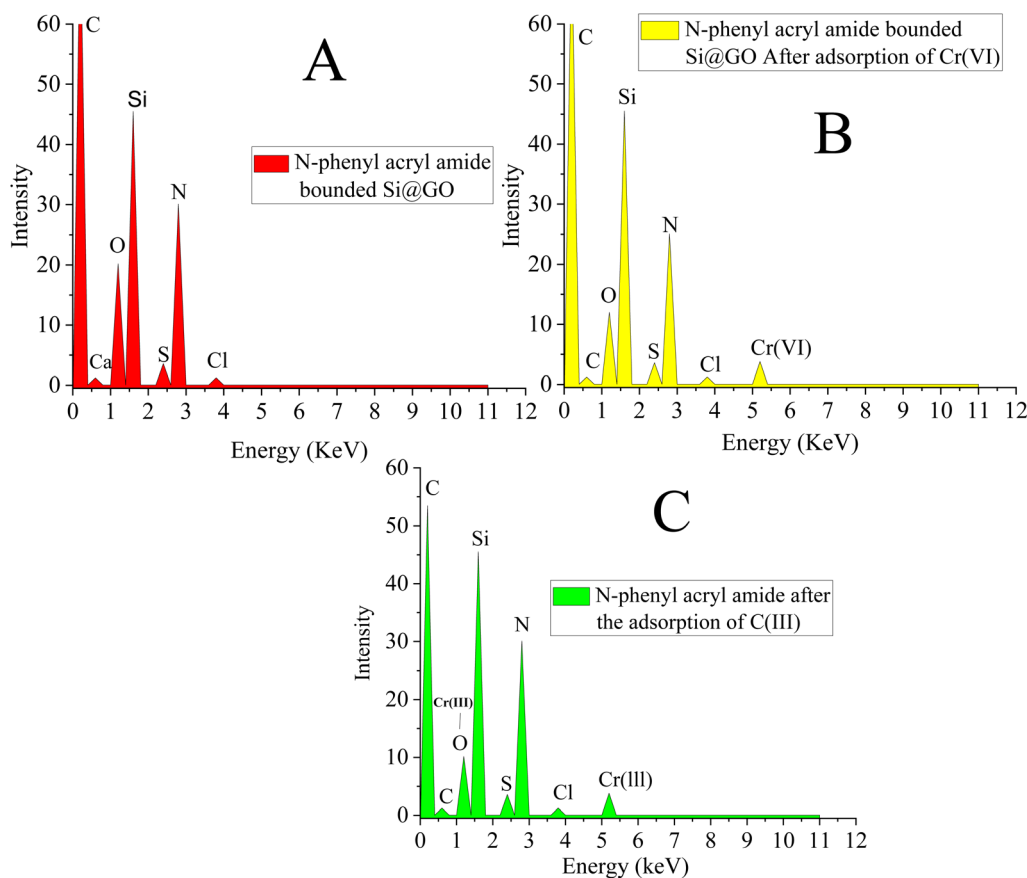 A
60
50
40
30
20
10
0
Intensity
C
Ca
O
Si
S
N
Cl
N-phenyl acryl amide
bounded Si@GO
0 1 2 3 4 5 6 7 8 9 10 11 12
Energy (KeV)
B
60
50
40
30
20
10
0
Intensity
C
C
O
Si
S
N
Cl
Cr(VI)
N-phenyl acryl amide bounded
Si@GO After adsorption of Cr(VI)
0 1 2 3 4 5 6 7 8 9 10 11 12
Energy (KeV)
C
60
50
40
30
20
10
0
Intensity
C
C
Cr(III)
O
Si
S
N
Cl
Cr(lll)
N-phenyl acryl amide after
the adsorption of C(III)
0 1 2 3 4 5 6 7 8 9 10 11 12
Energy (keV)